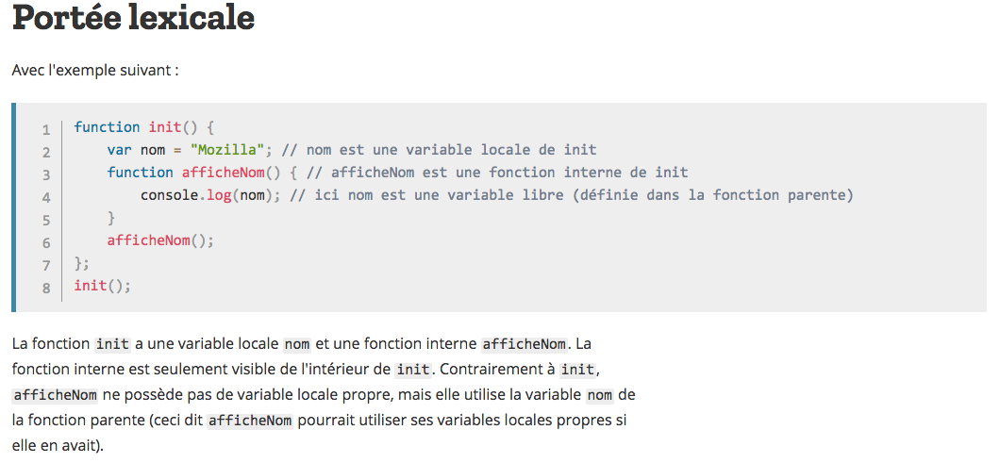 Portée lexicale
Avec l'exemple suivant :
1 function init() {
2     var nom = "Mozilla"; // nom est une variable locale de init
3     function afficheNom() { // afficheNom est une fonction interne de init
4         console.log(nom); // ici nom est une variable libre (définie dans la fonction parente)
5     }
6     afficheNom();
7 };
8 init();
La fonction init a une variable locale nom et une fonction interne afficheNom. La
fonction interne est seulement visible de l'intérieur de init. Contrairement à init,
afficheNom ne possède pas de variable locale propre, mais elle utilise la variable nom de
la fonction parente (ceci dit afficheNom pourrait utiliser ses variables locales propres si
elle en avait).